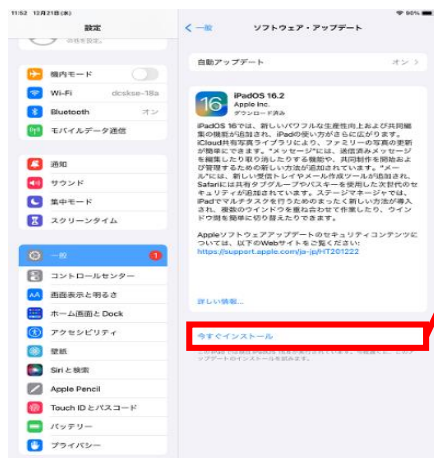 11:52 12月21日(水)
90%
設定
機内モード
Wi-Fi dcskse-18a
Bluetooth オン
モバイルデータ通信
通知
サウンド
集中モード
スクリーンタイム
一般 1
コントロールセンター
AA 画面表示と明るさ
ホーム画面と Dock
アクセシビリティ
壁紙
Siri と検索
Apple Pencil
Touch ID とパスコード
バッテリー
プライバシー
一般 ソフトウェア・アップデート
自動アップデート オン
16
iPadOS 16.2
Apple Inc.
ダウンロード済み
iPadOS 16では、新しいパワフルな生産性向上および共同編
集の機能が追加され、iPadの使い方がさらに広がります。
iCloud共有写真ライブラリにより、ファミリーの写真の更新
が簡単にできます。"メッセージ"には、送信済みメッセージ
を編集したり取り消したりする機能や、共同制作を開始およ
び管理するための新しい方法が追加されています。"メー
ル"には、新しい受信トレイやメール作成ツールが追加され、
Safariには共有タブグループやパスキーを使用した次世代のセ
キュリティが追加されています。ステージマネージャでは、
iPadでマルチタスクを行うためのまったく新しい方法が導入
され、複数のウインドウを重ね合わせて作業したり、ウイン
ドウ間を簡単に切り替えたりできます。
Appleソフトウェアアップデートのセキュリティコンテンツに
ついては、以下のWebサイトをご覧ください:
https://support.apple.com/ja-jp/HT201222
詳しい情報...
今すぐインストール